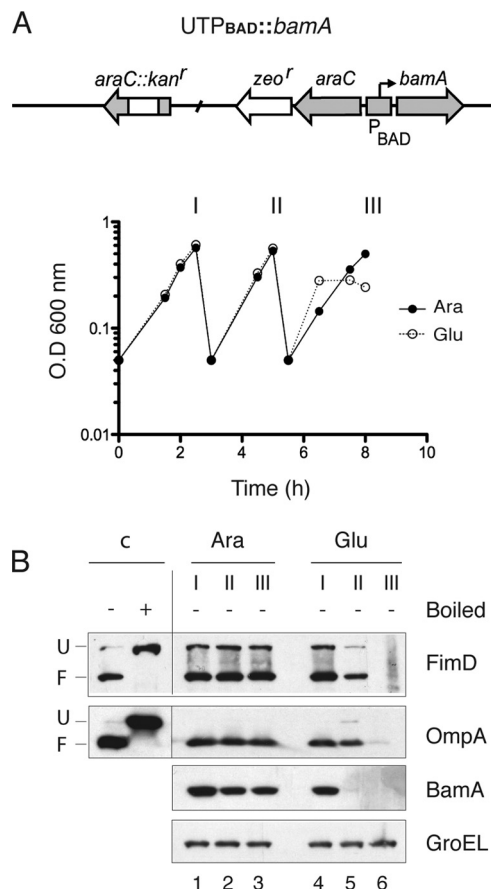 A
UTPBAD::bamA
araC::kanr
zeor
araC
bamA
PBAD
I II III
1
0.1
0.01
O.D 600 nm
0 2 4 6 8 10
Time (h)
Ara
Glu
B
c Ara Glu
I II III I II III
- + - - - - - - Boiled
U
F
FimD
U
F
OmpA
BamA
GroEL
1 2 3 4 5 6